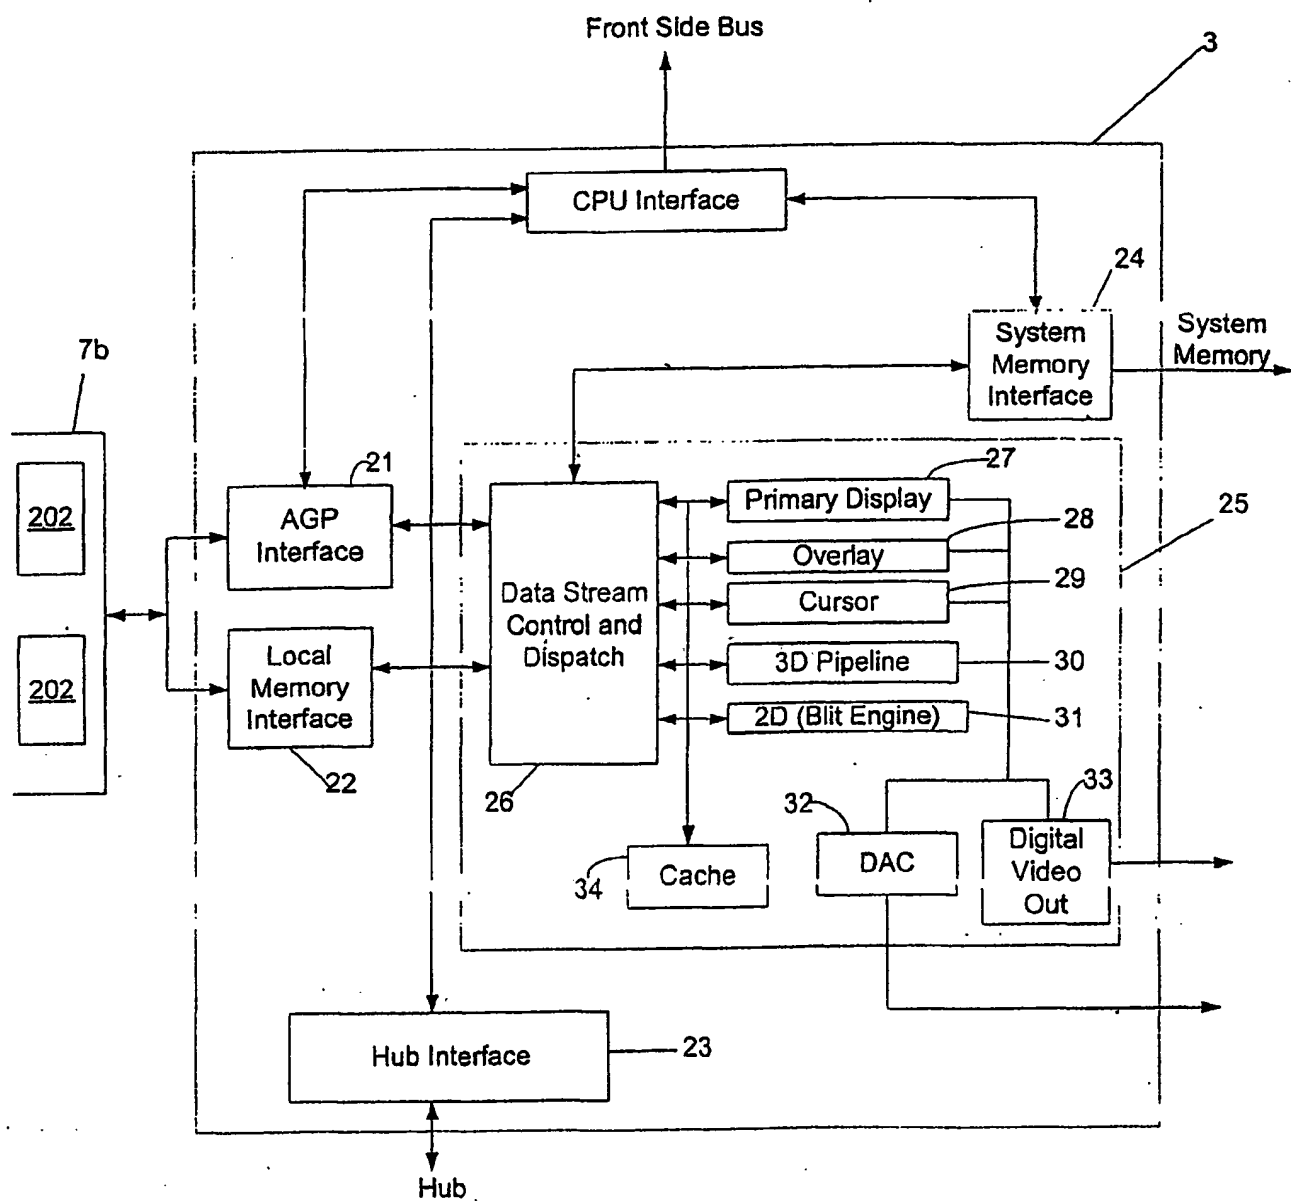 Front Side Bus
3
CPU Interface
24
System
Memory
Interface
System
Memory
7b
202
202
21
AGP
Interface
Local
Memory
Interface
22
Data Stream
Control and
Dispatch
26
27
Primary Display
28
Overlay
29
Cursor
3D Pipeline
30
2D (Blit Engine)
31
25
32
DAC
33
Digital
Video
Out
34
Cache
Hub Interface
23
Hub